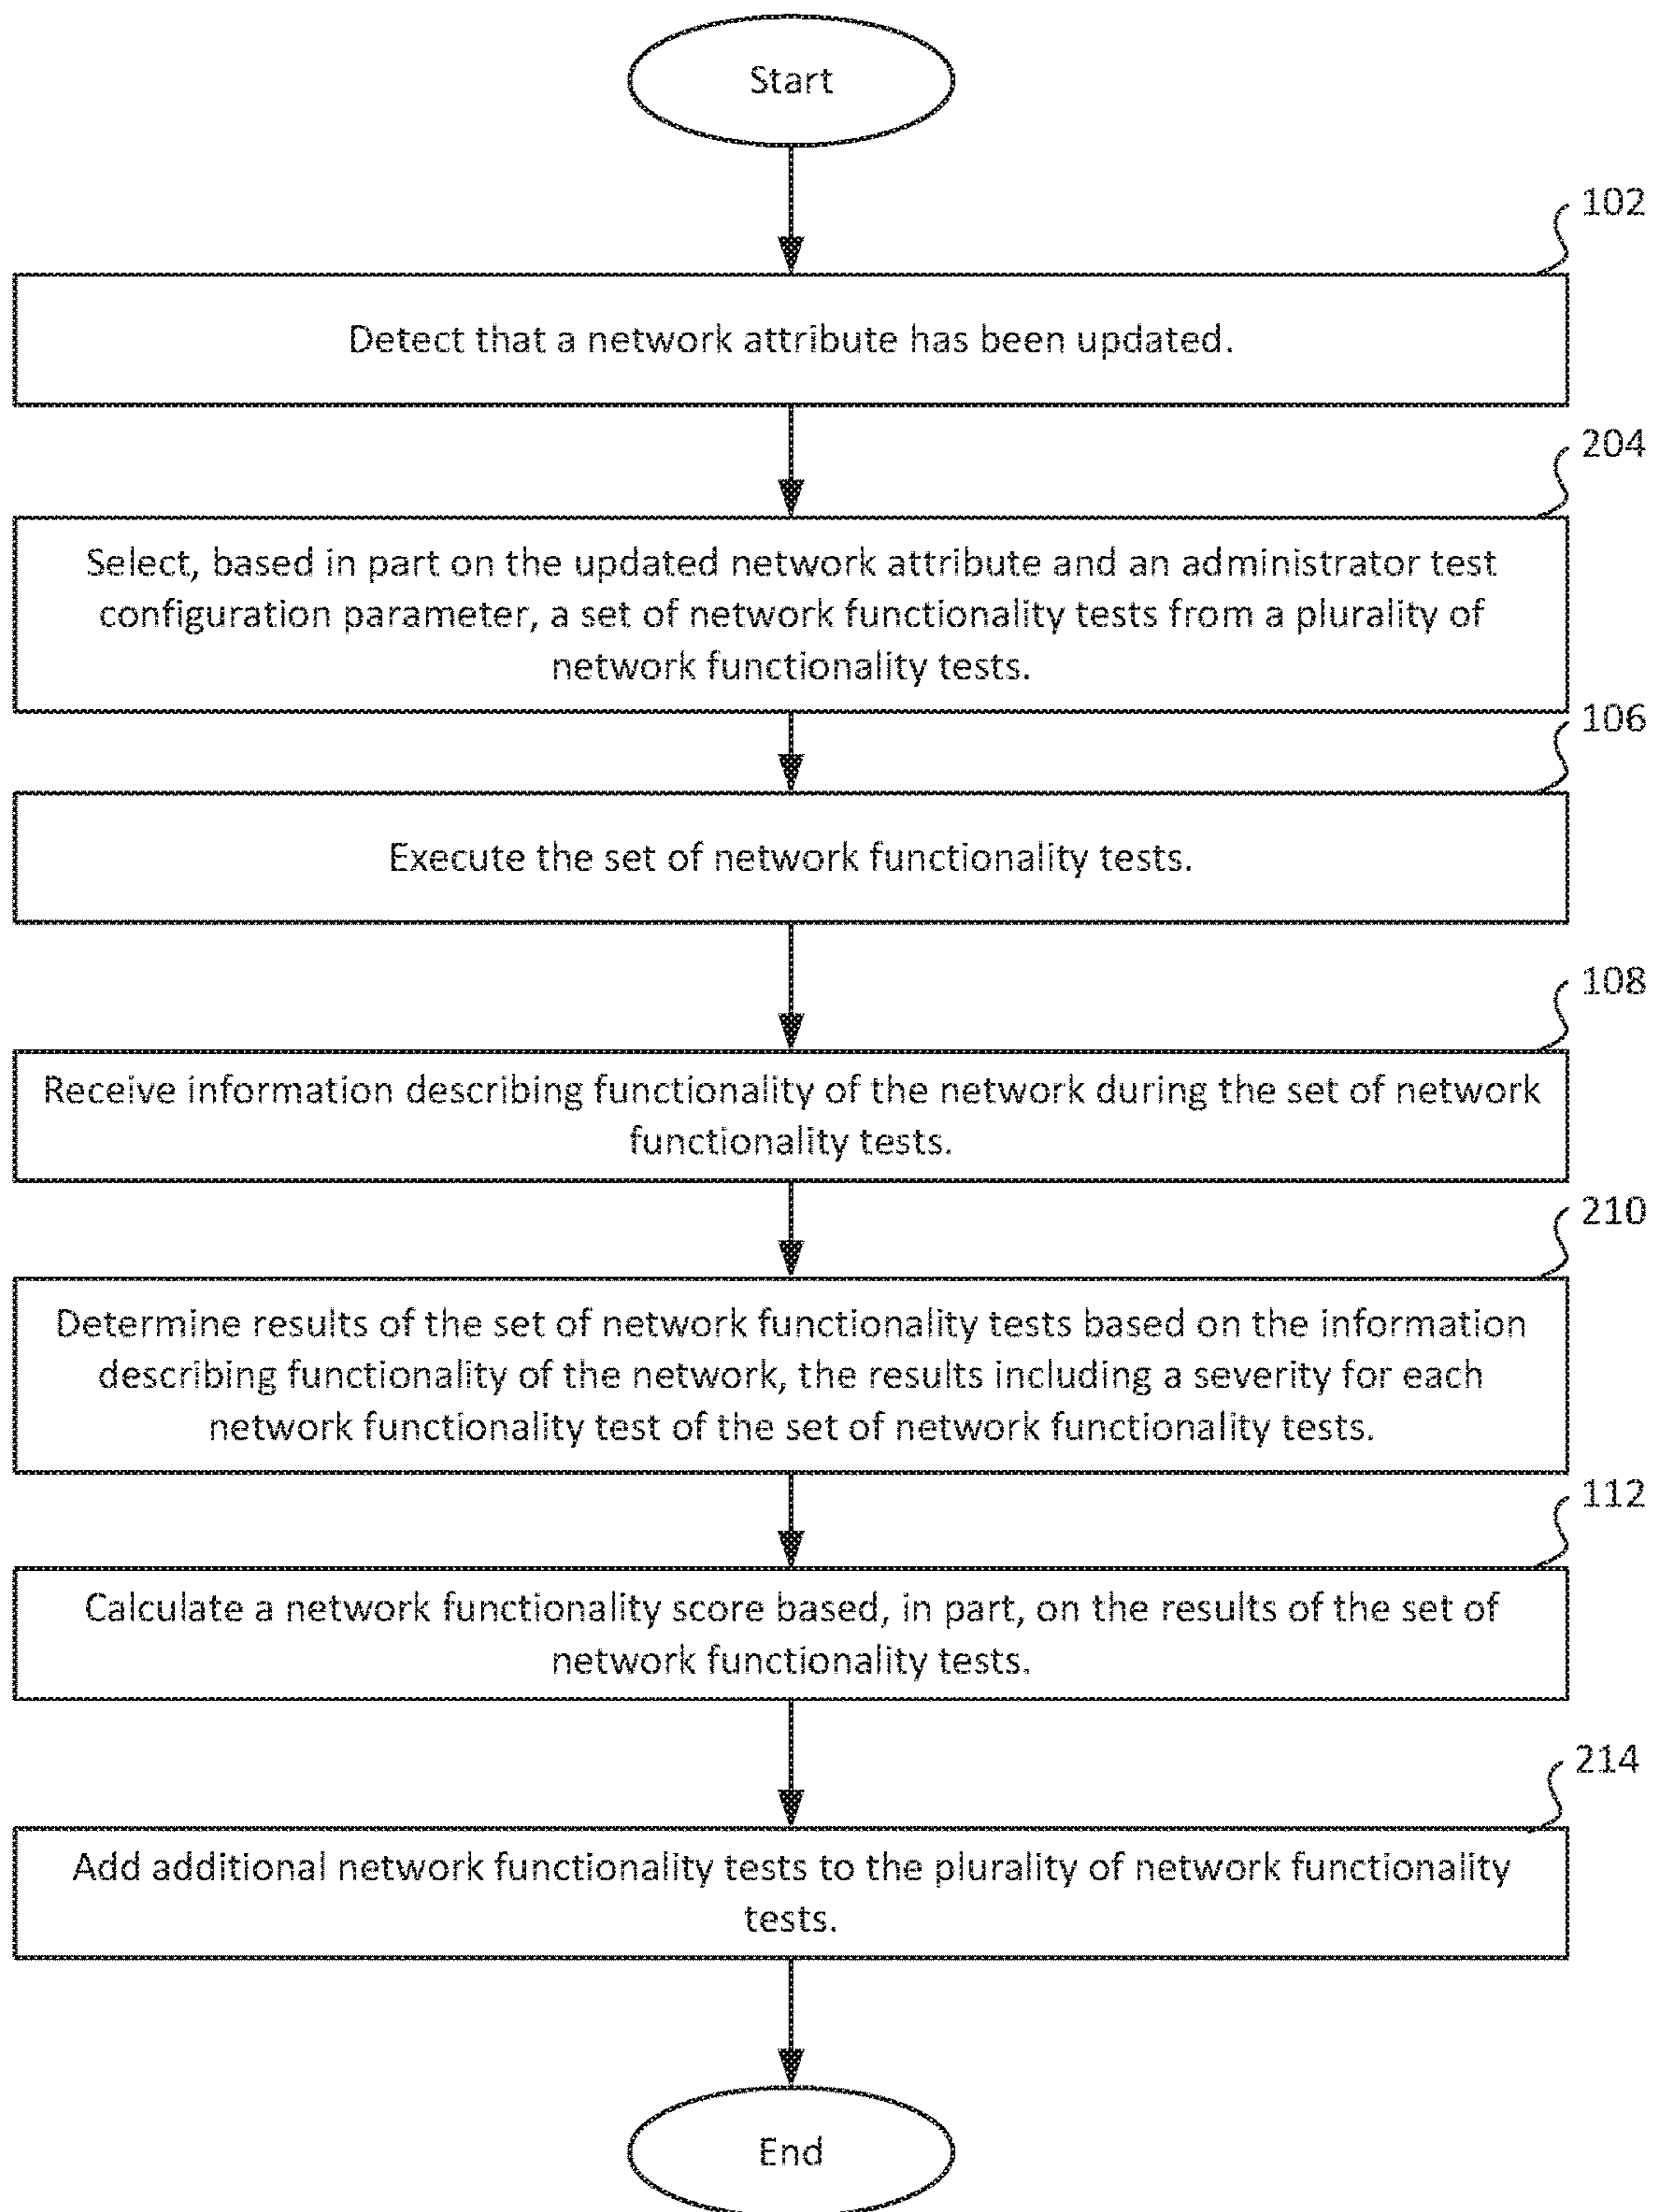 Start
102
Detect that a network attribute has been updated.
204
Select, based in part on the updated network attribute and an administrator test
configuration parameter, a set of network functionality tests from a plurality of
network functionality tests.
106
Execute the set of network functionality tests.
108
Receive information describing functionality of the network during the set of network
functionality tests.
210
Determine results of the set of network functionality tests based on the information
describing functionality of the network, the results including a severity for each
network functionality test of the set of network functionality tests.
112
Calculate a network functionality score based, in part, on the results of the set of
network functionality tests.
214
Add additional network functionality tests to the plurality of network functionality
tests.
End